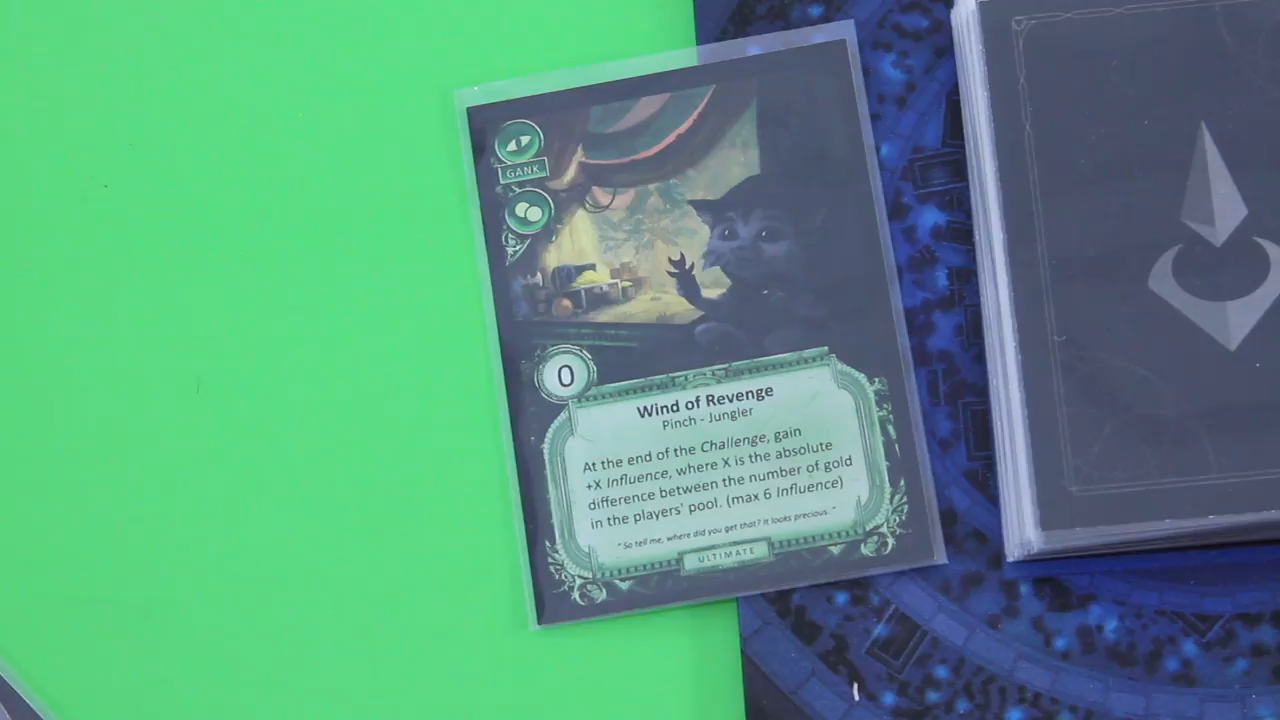 GANK
0
Wind of Revenge
Pinch - Jungler
At the end of the Challenge, gain
+X Influence, where X is the absolute
difference between the number of gold
in the players' pool. (max 6 Influence)
"So tell me, where did you get that? It looks precious."
ULTIMATE